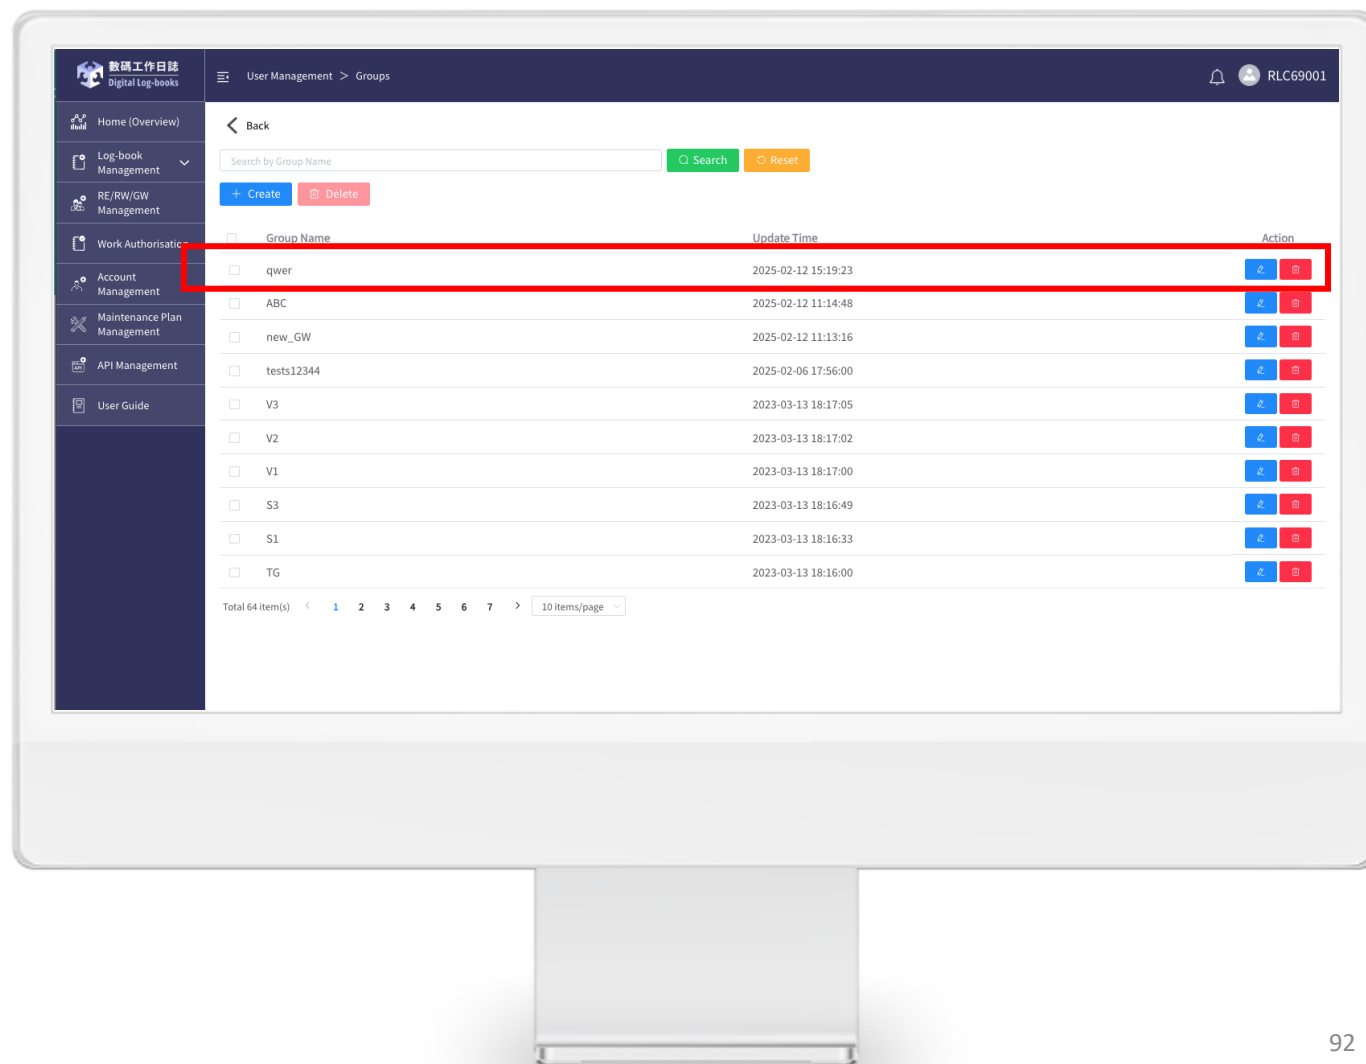 數碼工作日誌
Digital Log-books
User Management > Groups
RLC69001
Home (Overview)
Log-book
Management
RE/RW/GW
Management
Work Authorisation
Account
Management
Maintenance Plan
Management
API Management
User Guide
Back
Search by Group Name
Search
Reset
+ Create
Delete
Group Name Update Time Action
qwer 2025-02-12 15:19:23
ABC 2025-02-12 11:14:48
new_GW 2025-02-12 11:13:16
tests12344 2025-02-06 17:56:00
V3 2023-03-13 18:17:05
V2 2023-03-13 18:17:02
V1 2023-03-13 18:17:00
S3 2023-03-13 18:16:49
S1 2023-03-13 18:16:33
TG 2023-03-13 18:16:00
Total 64 item(s) < 1 2 3 4 5 6 7 > 10 items/page
92